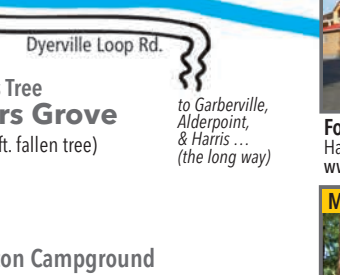 Dyerville Loop Rd.
Tree
rs Grove
ft. fallen tree)
to Garberville,
Alderpoint,
& Harris …
(the long way)
on Campground
Fo
Ha
ww
M